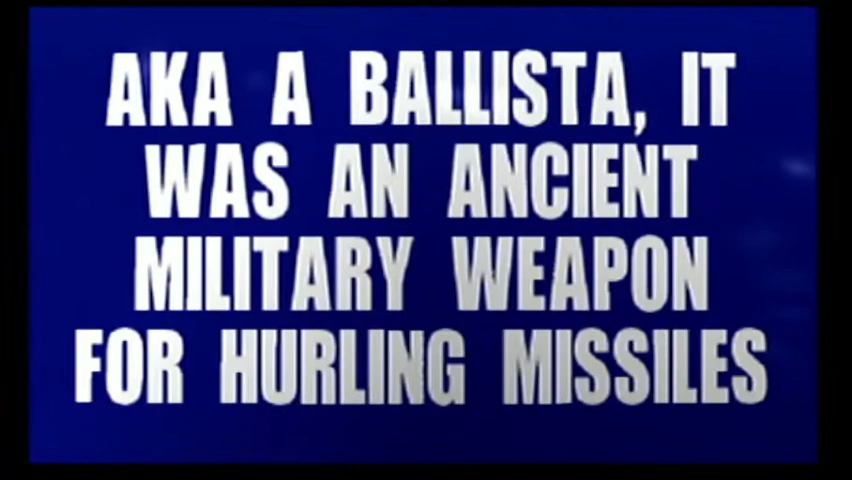 AKA A BALLISTA, IT
WAS AN ANCIENT
MILITARY WEAPON
FOR HURLING MISSILES